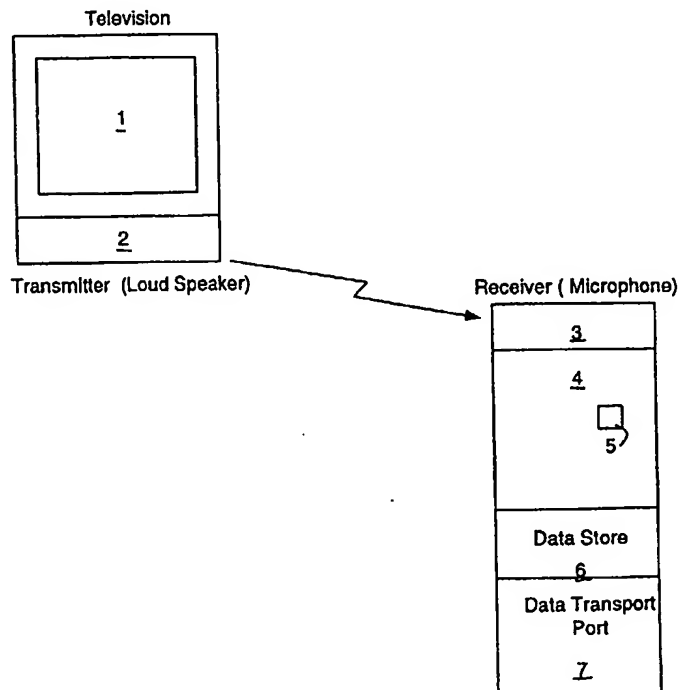 Television
1
2
Transmitter (Loud Speaker)
Receiver ( Microphone)
3
4
5
Data Store
6
Data Transport
Port
7